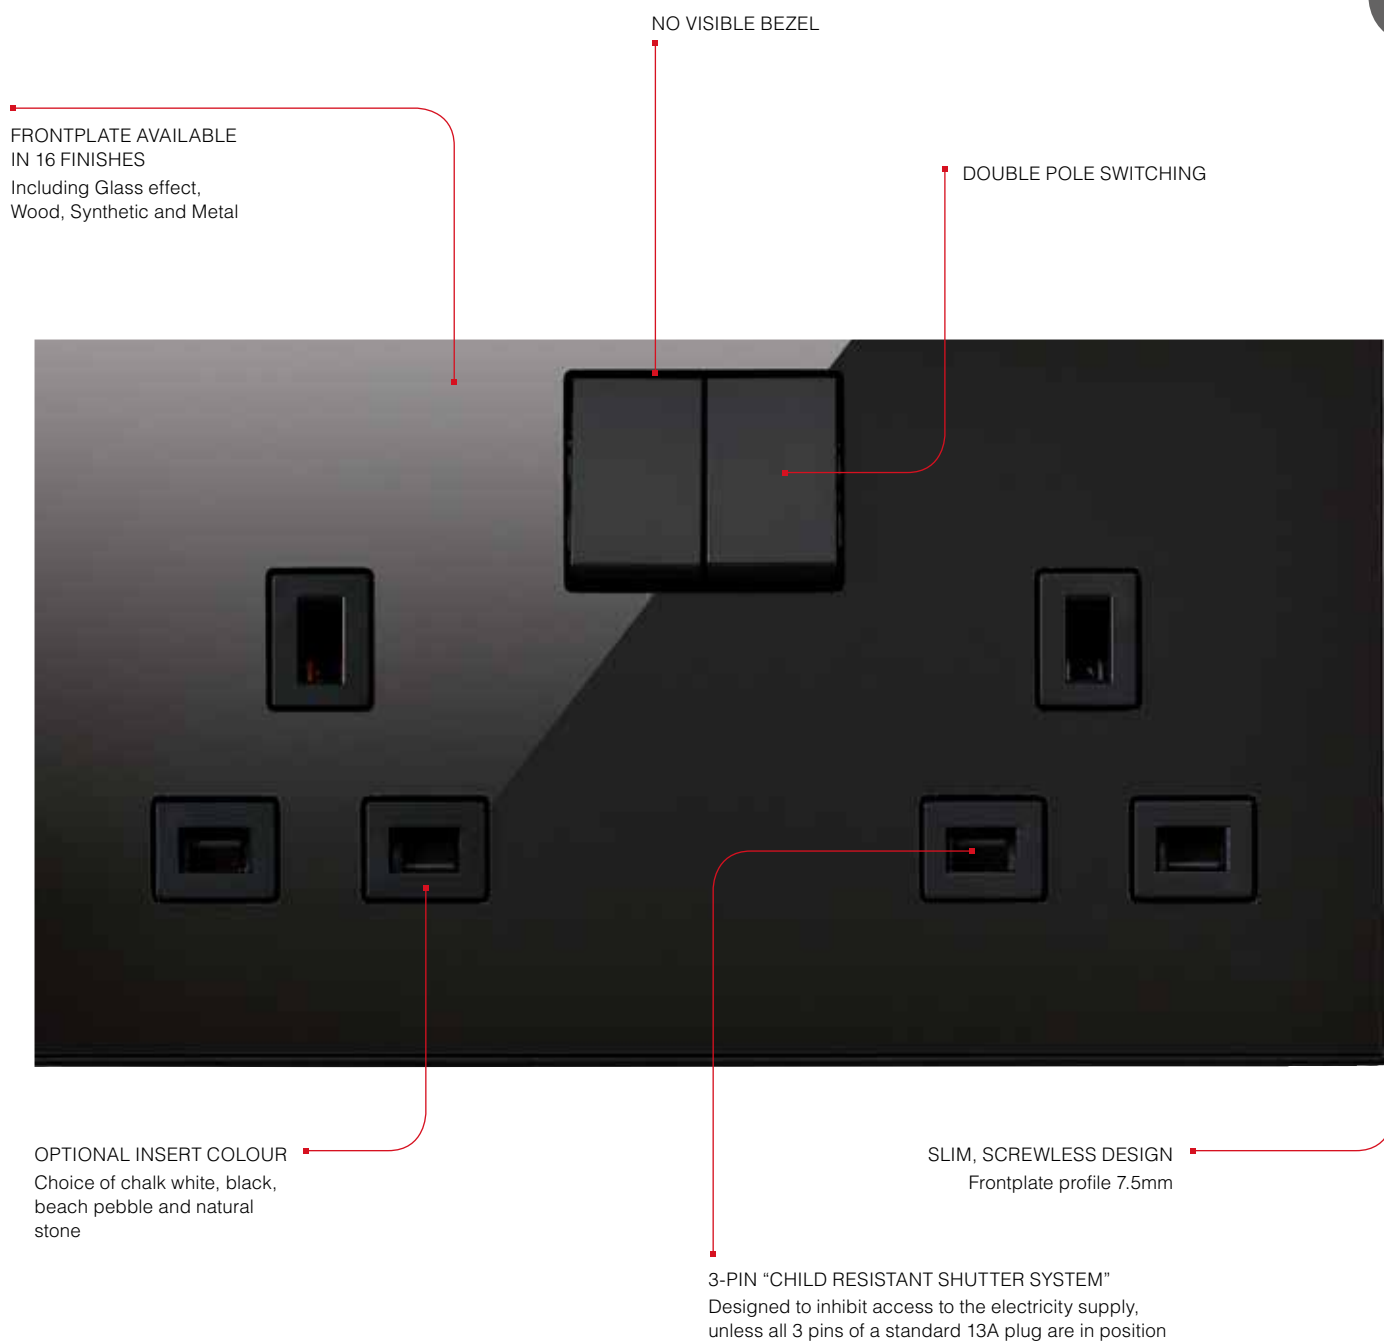 NO VISIBLE BEZEL
FRONTPLATE AVAILABLE
IN 16 FINISHES
Including Glass effect,
Wood, Synthetic and Metal
DOUBLE POLE SWITCHING
OPTIONAL INSERT COLOUR
Choice of chalk white, black,
beach pebble and natural
stone
SLIM, SCREWLESS DESIGN
Frontplate profile 7.5mm
3-PIN “CHILD RESISTANT SHUTTER SYSTEM”
Designed to inhibit access to the electricity supply,
unless all 3 pins of a standard 13A plug are in position